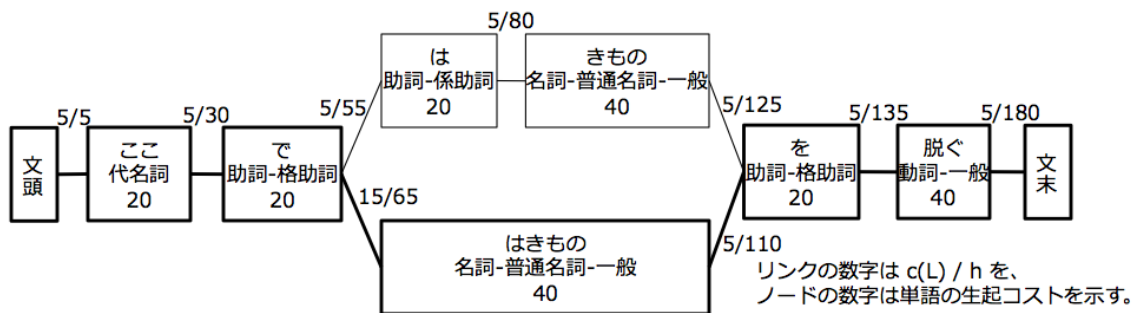 5/80
は
助詞-係助詞
20
きもの
名詞-普通名詞-一般
40
5/5
5/30
5/55
5/125
5/135
5/180
文頭
ここ
代名詞
20
で
助詞-格助詞
20
を
助詞-格助詞
20
脱ぐ
動詞-一般
40
文末
15/65
はきもの
名詞-普通名詞-一般
40
5/110
リンクの数字は c(L) / h を、
ノードの数字は単語の生起コストを示す。